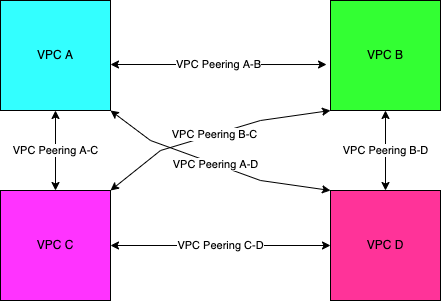 VPC A
VPC Peering A-B
VPC B
VPC Peering B-C
VPC Peering A-C
VPC Peering A-D
VPC Peering B-D
VPC C
VPC Peering C-D
VPC D